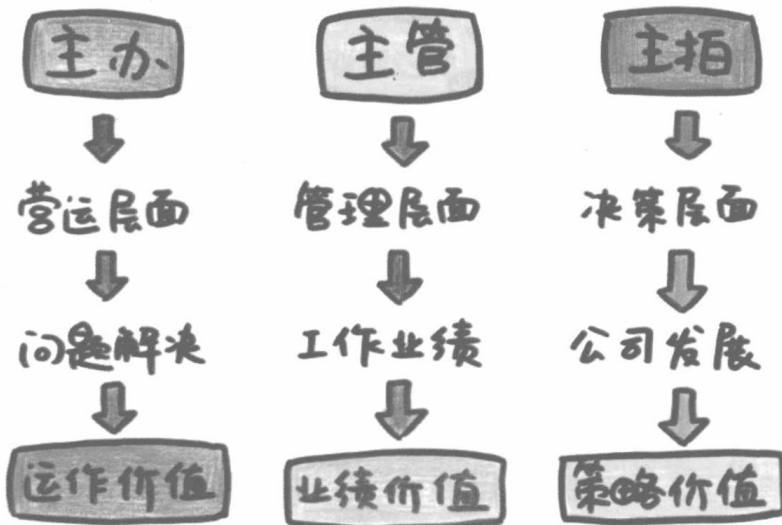 主办 主管 主拍
营运层面 管理层面 决策层面
问题解决 工作业绩 公司发展
运作价值 业绩价值 策略价值